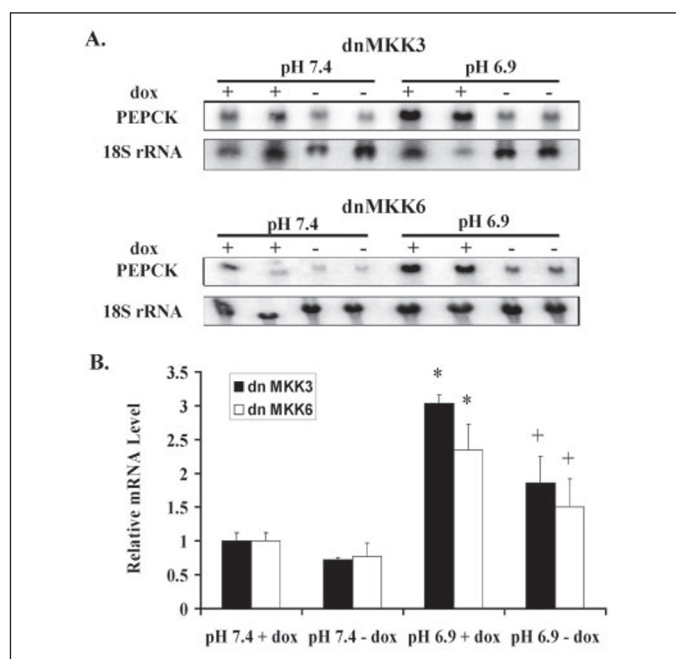 A.
dnMKK3
pH 7.4 pH 6.9
dox + + - - + + - -
PEPCK
18S rRNA
dnMKK6
pH 7.4 pH 6.9
dox + + - - + + - -
PEPCK
18S rRNA
B.
3.5
3
2.5
2
1.5
1
0.5
0
Relative mRNA Level
dn MKK3
dn MKK6
* *
+ +
pH 7.4 + dox pH 7.4 - dox pH 6.9 + dox pH 6.9 - dox